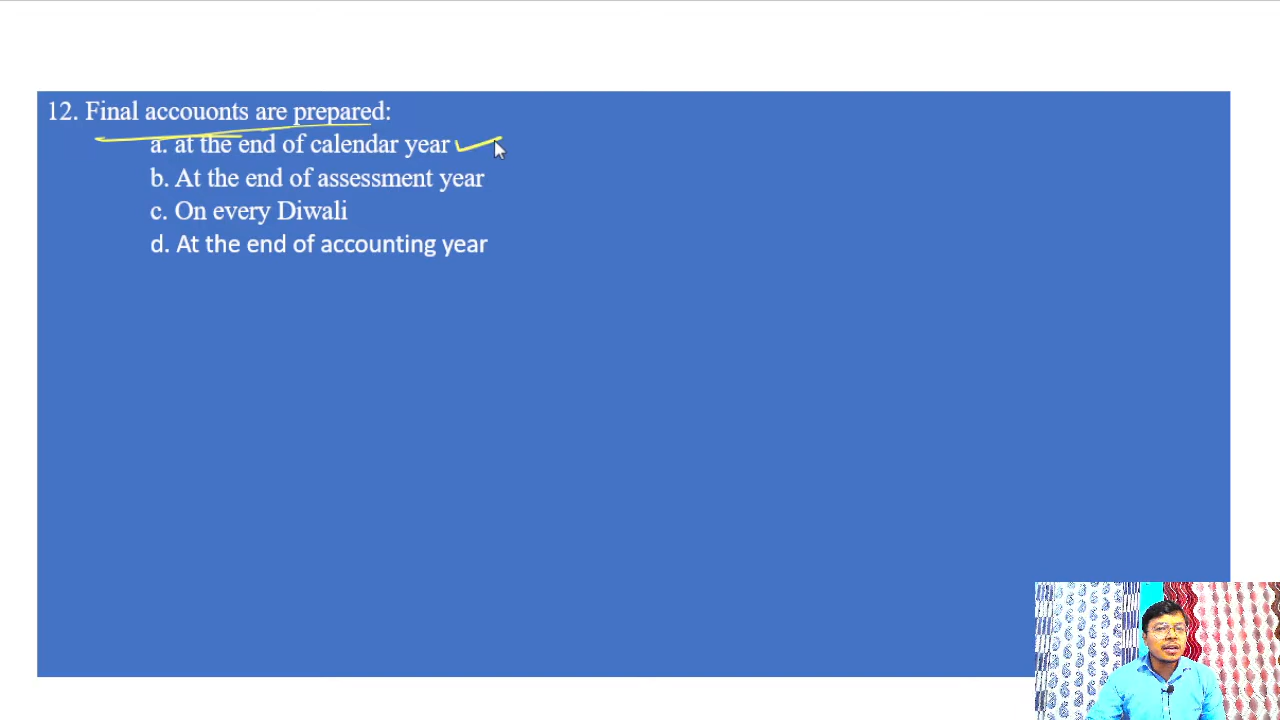 12. Final accouonts are prepared:
a. at the end of calendar year
b. At the end of assessment year
c. On every Diwali
d. At the end of accounting year